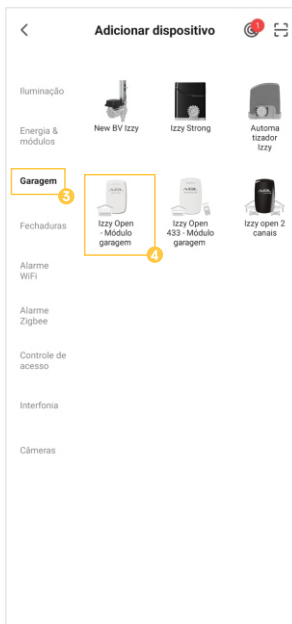 Adicionar dispositivo
1
Iluminação
Energia &
módulos
Garagem
3
Fechaduras
Alarme
WiFi
Alarme
Zigbee
Controle de
acesso
Interfonia
Câmeras
New BV Izzy
Izzy Strong
Automa
tizador
Izzy
Izzy Open
- Módulo
garagem
4
Izzy Open
433 - Módulo
garagem
Izzy open 2
canais